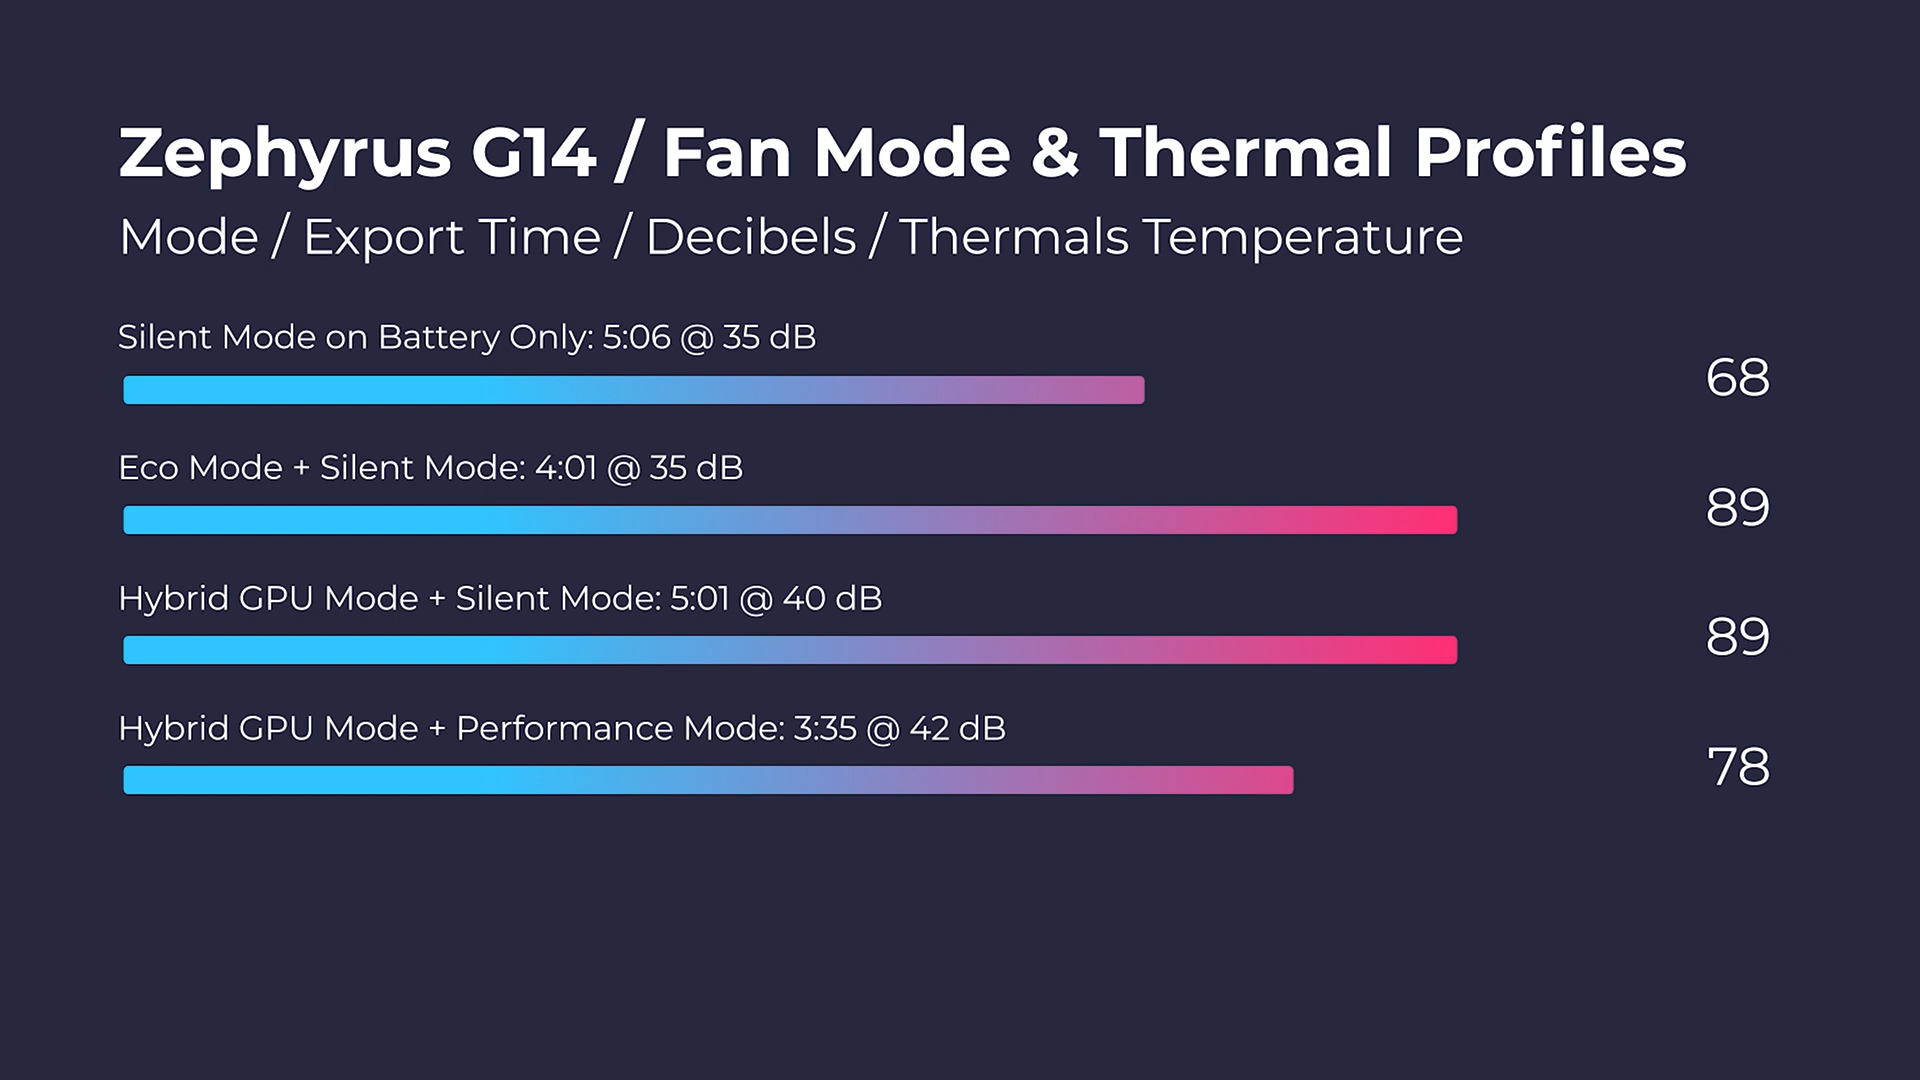 Zephyrus G14 / Fan Mode & Thermal Profiles
Mode / Export Time / Decibels / Thermals Temperature
Silent Mode on Battery Only: 5:06 @ 35 dB
68
Eco Mode + Silent Mode: 4:01 @ 35 dB
89
Hybrid GPU Mode + Silent Mode: 5:01 @ 40 dB
89
Hybrid GPU Mode + Performance Mode: 3:35 @ 42 dB
78